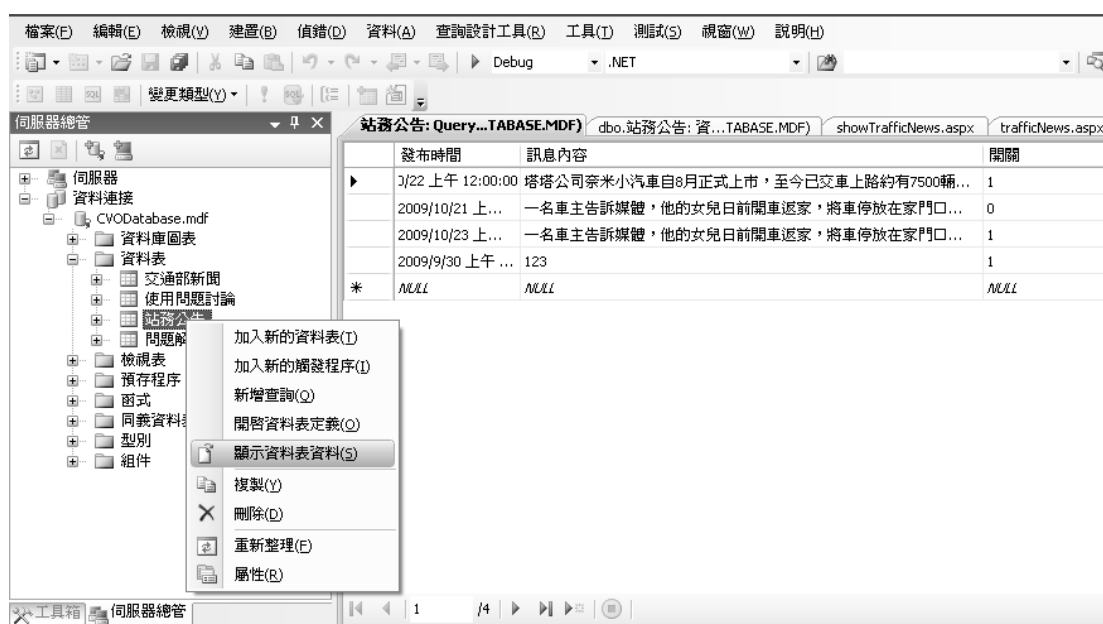 檔案(F) 編輯(E) 檢視(V) 建置(B) 偵錯(D) 資料(A) 查詢設計工具(R) 工具(T) 測試(S) 視窗(W) 說明(H)
Debug .NET
變更類型(Y)
伺服器總管
站務公告: Query...TABASE.MDF) dbo.站務公告: 資...TABASE.MDF) showTrafficNews.aspx trafficNews.aspx
發布時間 訊息內容 開關
)/22 上午 12:00:00 塔塔公司奈米小汽車自8月正式上市，至今已交車上路約有7500輛... 1
2009/10/21 上... 一名車主告訴媒體，他的女兒日前開車返家，將車停放在家門口... 0
2009/10/23 上... 一名車主告訴媒體，他的女兒日前開車返家，將車停放在家門口... 1
2009/9/30 上午 ... 123 1
NULL NULL NULL
伺服器
資料連接
CVODatabase.mdf
資料庫圖表
資料表
交通部新聞
使用問題討論
站務公告
問題解
檢視表
預存程序
函式
同義資料
型別
組件
加入新的資料表(T)
加入新的觸發程序(I)
新增查詢(Q)
開啓資料表定義(O)
顯示資料表資料(S)
複製(Y)
刪除(D)
重新整理(F)
屬性(R)
工具箱 伺服器總管
1 /4